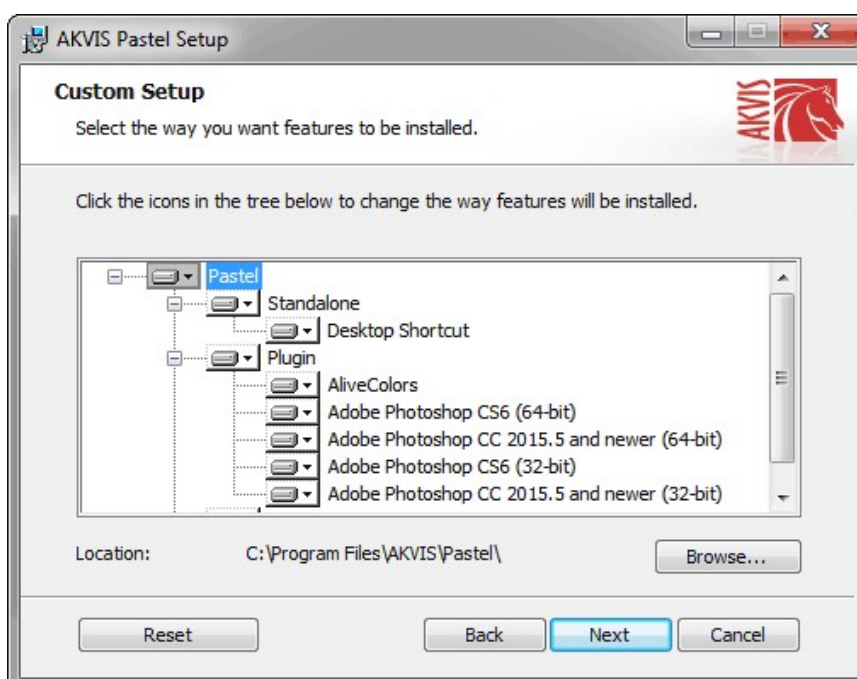 AKVIS Pastel Setup
Custom Setup
Select the way you want features to be installed.
AKVIS
Click the icons in the tree below to change the way features will be installed.
Pastel
Standalone
Desktop Shortcut
Plugin
AliveColors
Adobe Photoshop CS6 (64-bit)
Adobe Photoshop CC 2015.5 and newer (64-bit)
Adobe Photoshop CS6 (32-bit)
Adobe Photoshop CC 2015.5 and newer (32-bit)
Location: C:\Program Files\AKVIS\Pastel\ Browse...
Reset Back Next Cancel